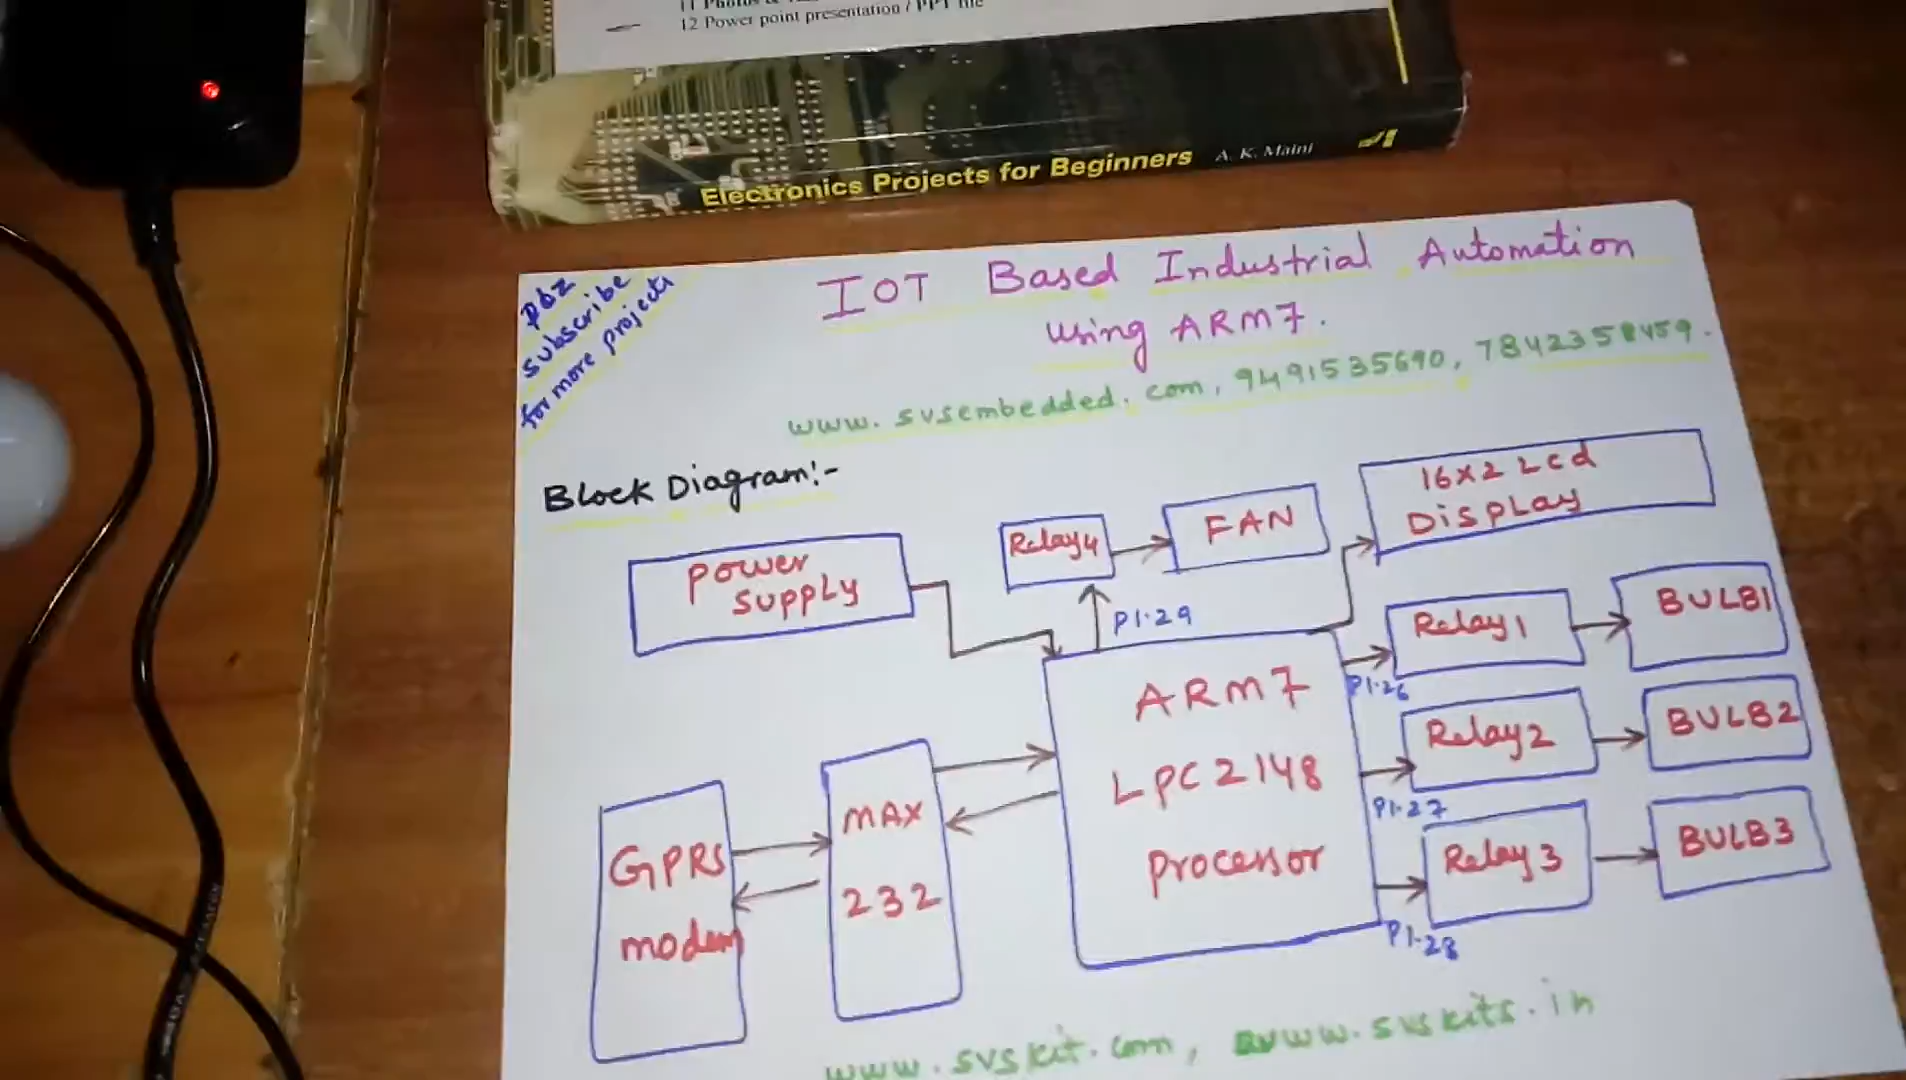 12 Power point presentation / PPT file
Electronics Projects for Beginners A. K. Maini
plz
subscribe
for more projects
IOT Based Industrial Automation
using ARM7.
www.svsembedded.com, 9491535690, 7842358459.
Block Diagram:-
Power
Supply
Relay4
FAN
16x2 Lcd
Display
P1.29
Relay1
BULB1
P1.26
ARM7
LPC2148
Processor
Relay2
BULB2
P1.27
GPRS
modem
MAX
232
Relay3
BULB3
P1.28
www.svskit.com, www.svskits.in